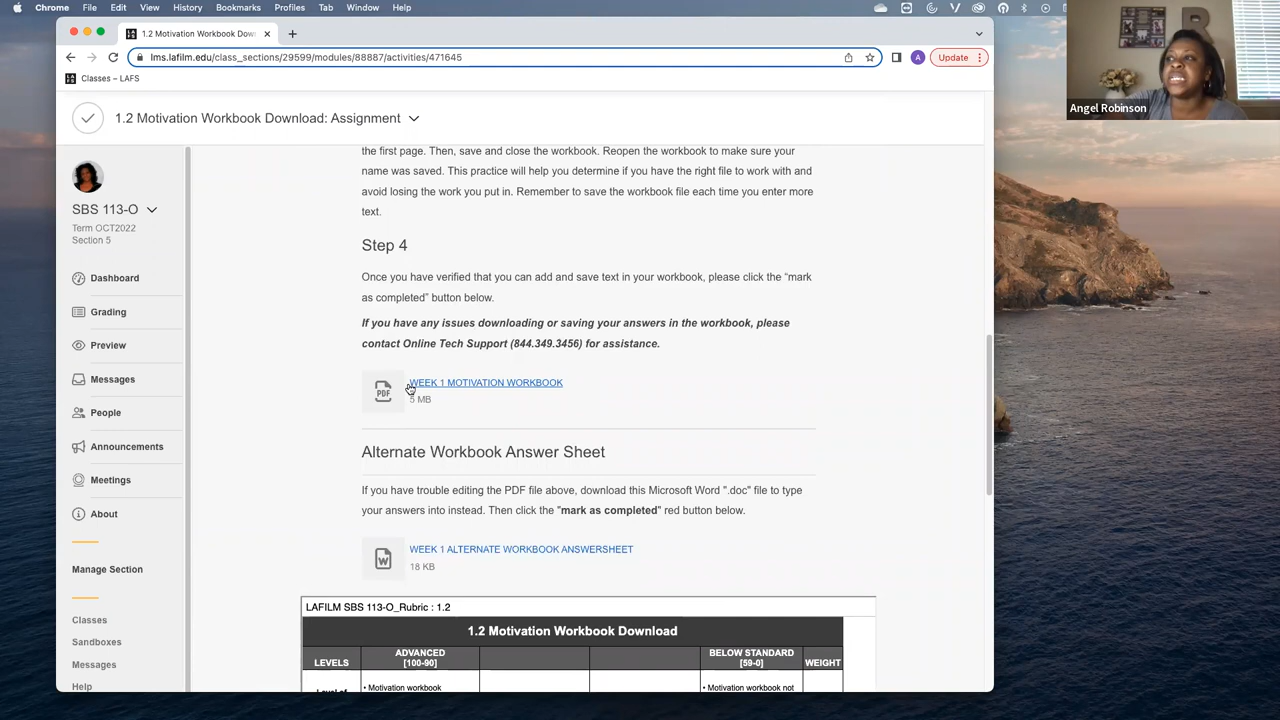 Chrome File Edit View History Bookmarks Profiles Tab Window Help
1.2 Motivation Workbook Dow
lms.lafilm.edu/class_sections/29599/modules/88887/activities/471645
A
Update
Classes – LAFS
Angel Robinson
1.2 Motivation Workbook Download: Assignment
SBS 113-O
Term OCT2022
Section 5
Dashboard
Grading
Preview
Messages
People
Announcements
Meetings
About
Manage Section
Classes
Sandboxes
Messages
Help
the first page. Then, save and close the workbook. Reopen the workbook to make sure your
name was saved. This practice will help you determine if you have the right file to work with and
avoid losing the work you put in. Remember to save the workbook file each time you enter more
text.
Step 4
Once you have verified that you can add and save text in your workbook, please click the “mark
as completed” button below.
If you have any issues downloading or saving your answers in the workbook, please
contact Online Tech Support (844.349.3456) for assistance.
PDF
WEEK 1 MOTIVATION WORKBOOK
5 MB
Alternate Workbook Answer Sheet
If you have trouble editing the PDF file above, download this Microsoft Word ".doc" file to type
your answers into instead. Then click the "mark as completed" red button below.
W
WEEK 1 ALTERNATE WORKBOOK ANSWERSHEET
18 KB
LAFILM SBS 113-O_Rubric : 1.2
1.2 Motivation Workbook Download
LEVELS
ADVANCED
[100-90]
BELOW STANDARD
[59-0]
WEIGHT
Level of
• Motivation workbook
• Motivation workbook not